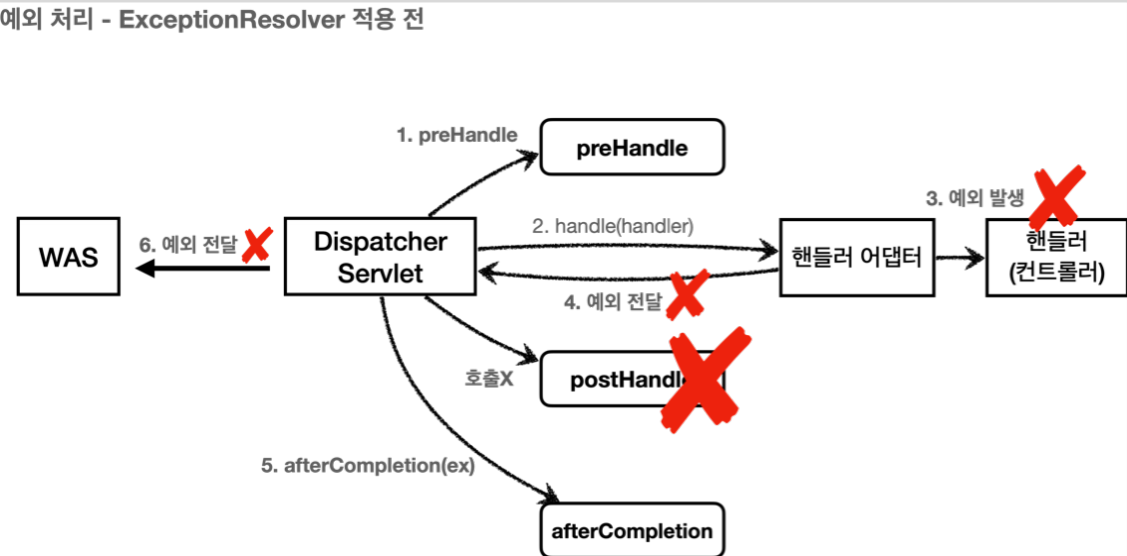 예외 처리 - ExceptionResolver 적용 전
1. preHandle
preHandle
3. 예외 발생
2. handle(handler)
WAS
6. 예외 전달
Dispatcher
Servlet
핸들러 어댑터
핸들러
(컨트롤러)
4. 예외 전달
호출X
postHandl
5. afterCompletion(ex)
afterCompletion